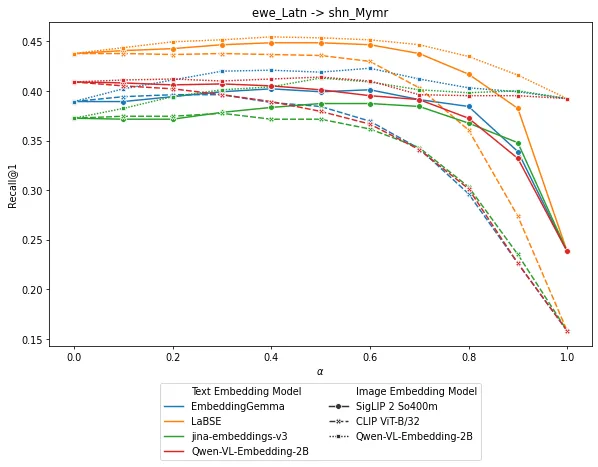 ewe_Latn -> shn_Mymr
Recall@1
0.45
0.40
0.35
0.30
0.25
0.20
0.15
0.0 0.2 0.4 0.6 0.8 1.0
α
Text Embedding Model Image Embedding Model
EmbeddingGemma SigLIP 2 So400m
LaBSE CLIP ViT-B/32
jina-embeddings-v3 Qwen-VL-Embedding-2B
Qwen-VL-Embedding-2B